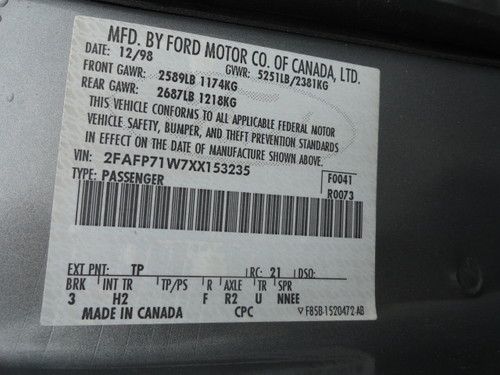 MFD. BY FORD MOTOR CO. OF CANADA, LTD.
DATE: 12/98 GVWR: 5251LB/2381KG
FRONT GAWR: 2589LB 1174KG
REAR GAWR: 2687LB 1218KG
THIS VEHICLE CONFORMS TO ALL APPLICABLE FEDERAL MOTOR
VEHICLE SAFETY, BUMPER, AND THEFT PREVENTION STANDARDS
IN EFFECT ON THE DATE OF MANUFACTURE SHOWN ABOVE.
VIN: 2FAFP71W7XX153235
TYPE: PASSENGER F0041
R0073
EXT PNT: TP RC: 21 DSO:
BRK INT TR TP/PS R AXLE TR SPR
3 H2 F R2 U NNEE
MADE IN CANADA CPC F85B-1520472-AB